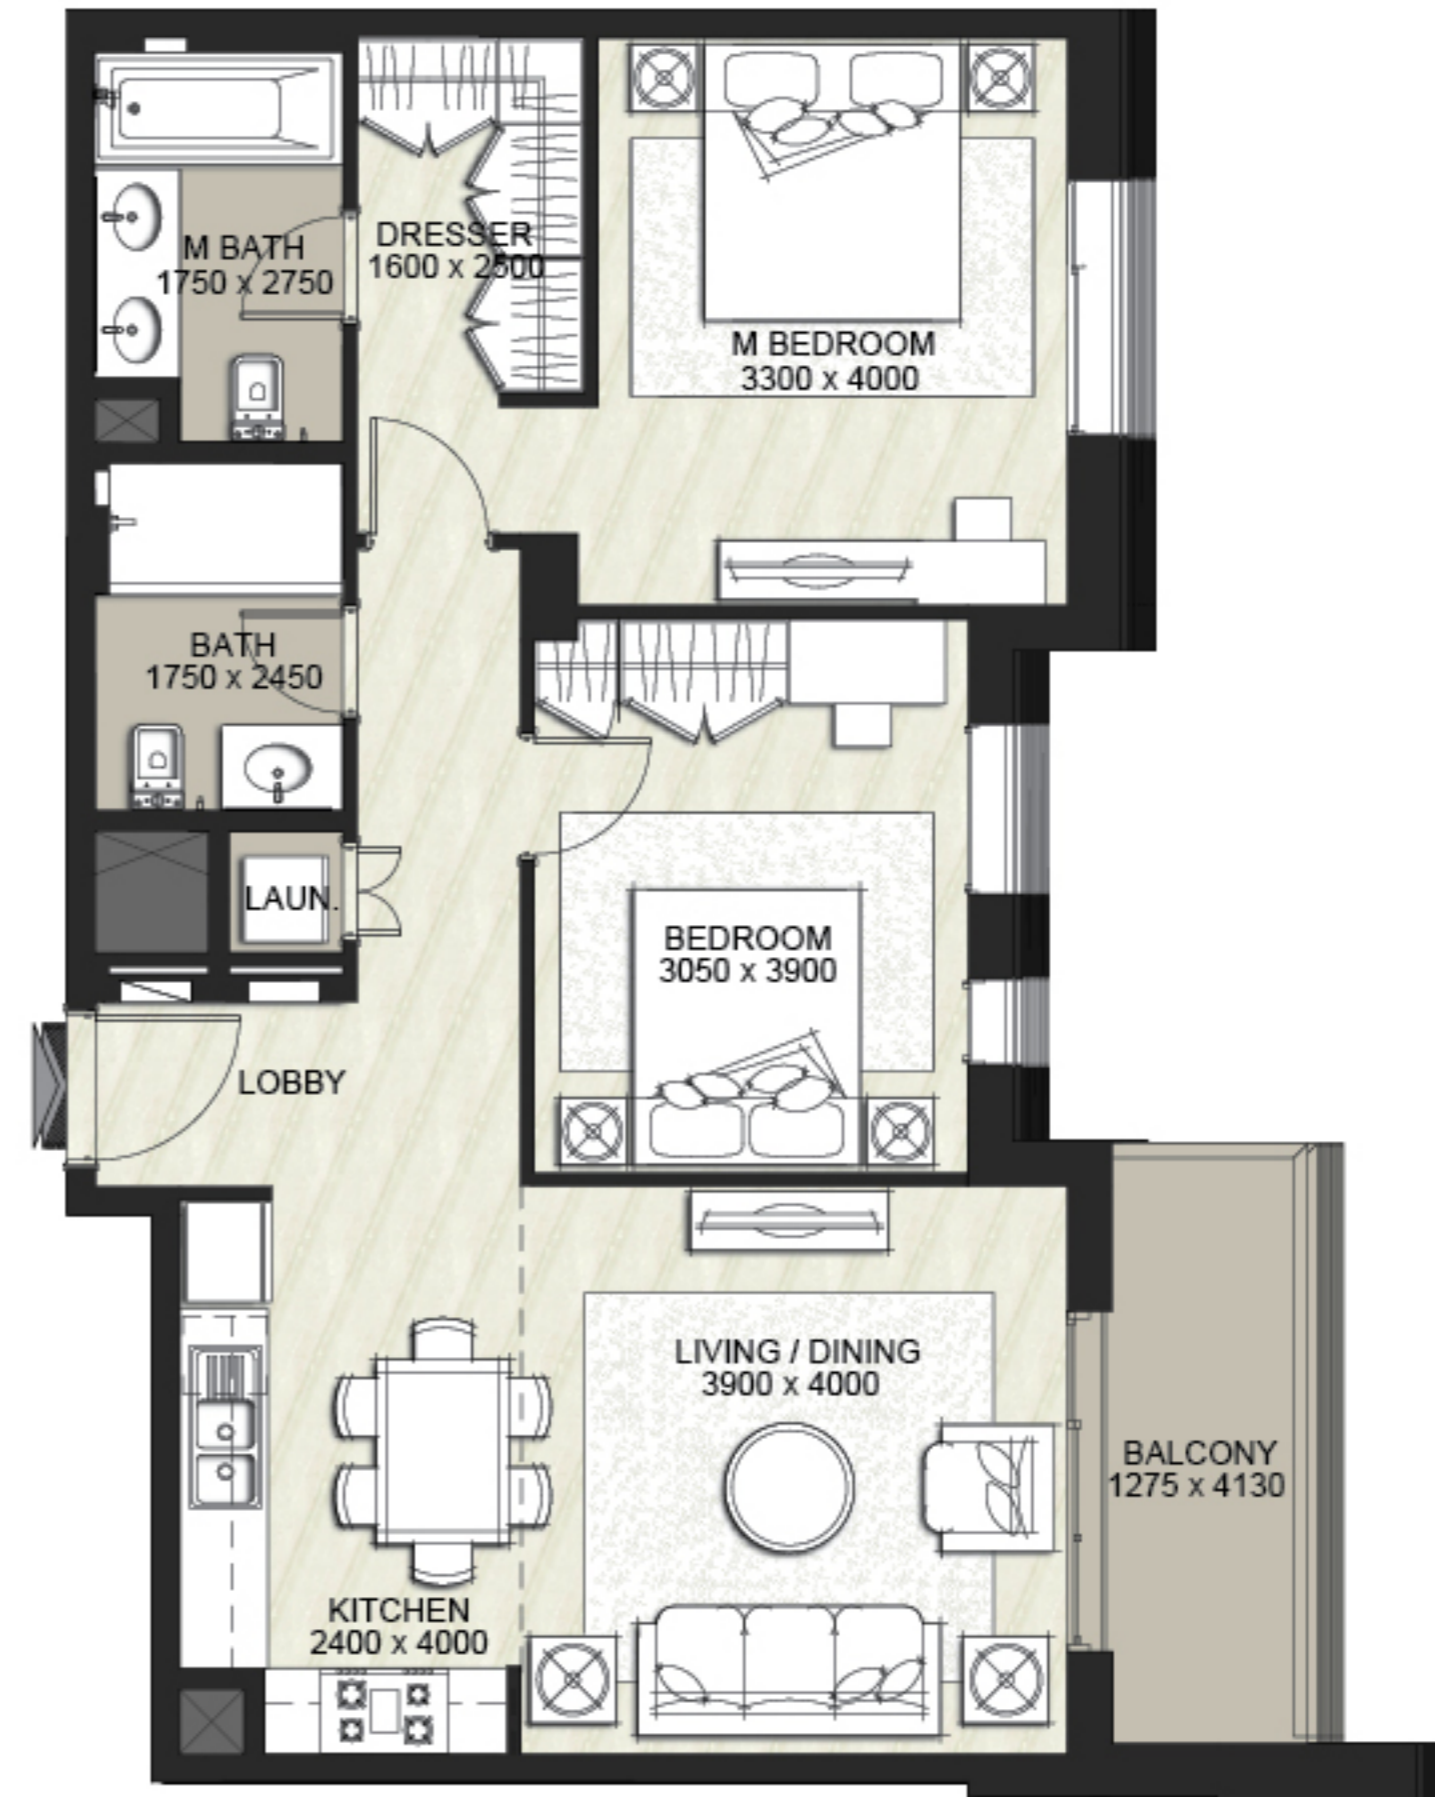 M BATH
1750 x 2750
DRESSER
1600 x 2500
M BEDROOM
3300 x 4000
BATH
1750 x 2450
LAUN.
BEDROOM
3050 x 3900
LOBBY
LIVING / DINING
3900 x 4000
BALCONY
1275 x 4130
KITCHEN
2400 x 4000